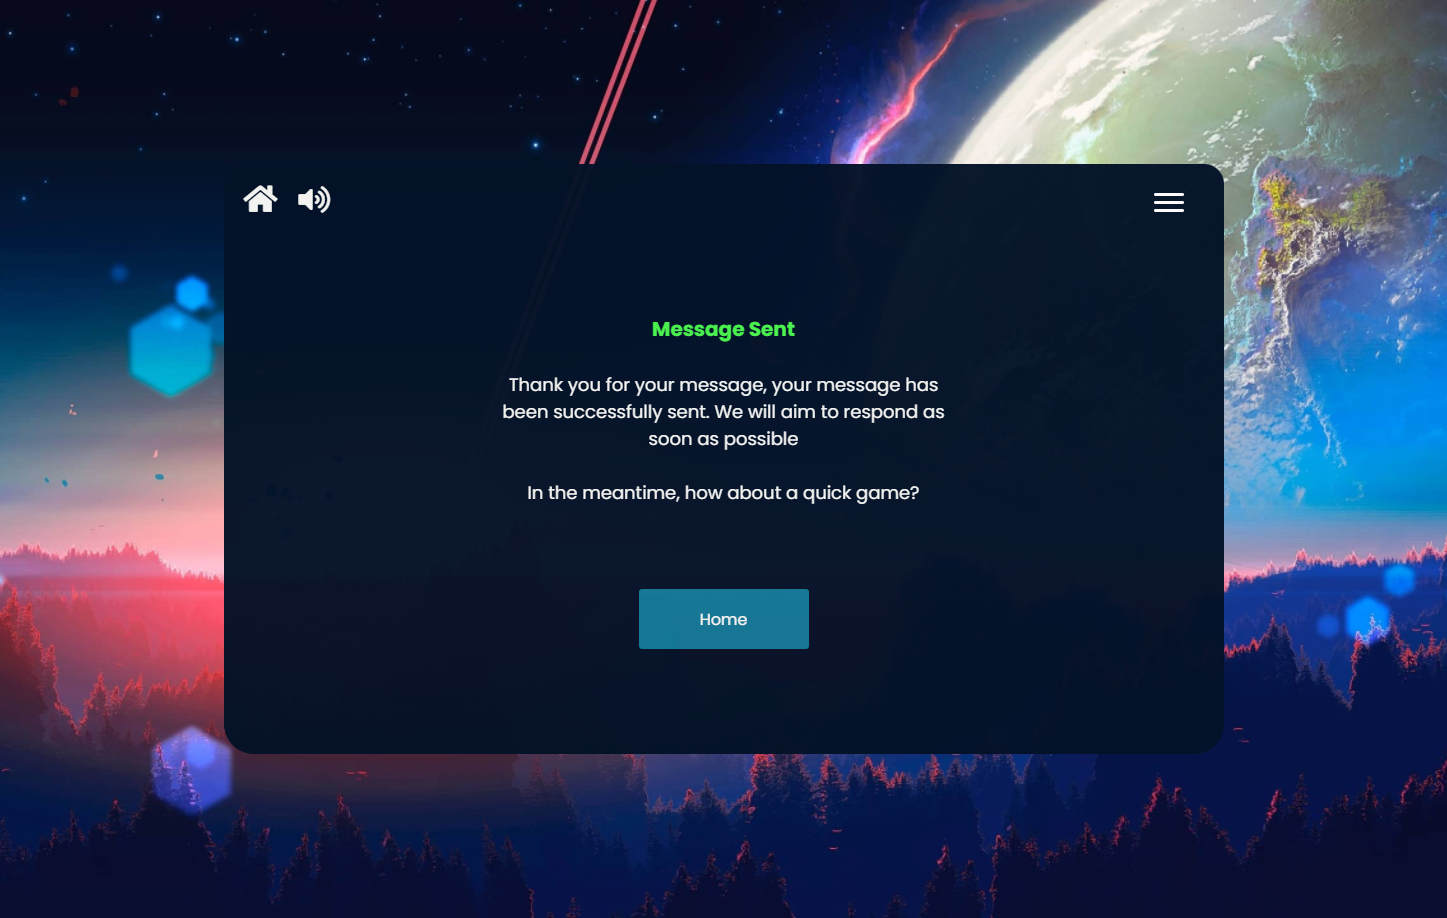 Message Sent
Thank you for your message, your message has
been successfully sent. We will aim to respond as
soon as possible
In the meantime, how about a quick game?
Home